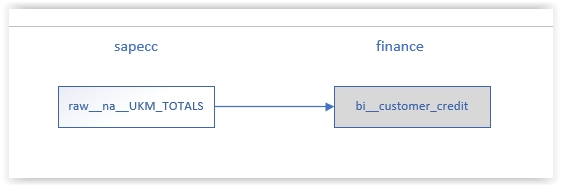 sapecc
finance
raw__na__UKM_TOTALS
bi__customer_credit